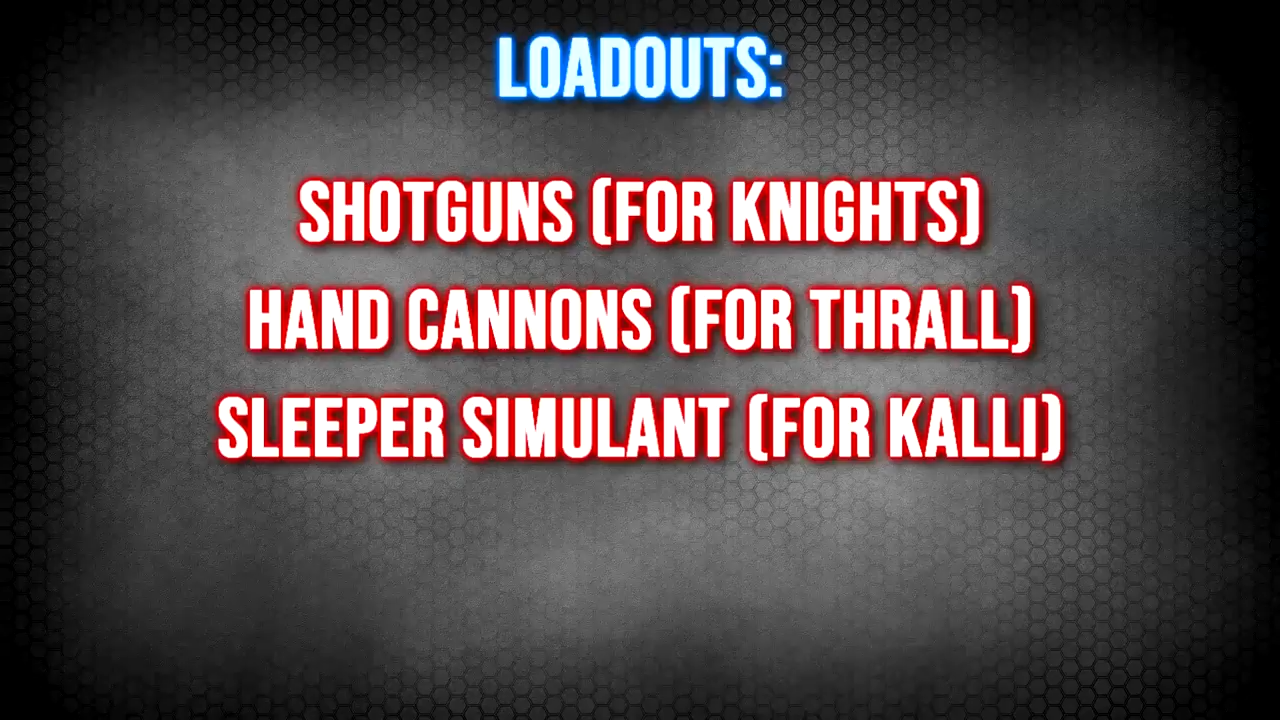 LOADOUTS:
SHOTGUNS (FOR KNIGHTS)
HAND CANNONS (FOR THRALL)
SLEEPER SIMULANT (FOR KALLI)